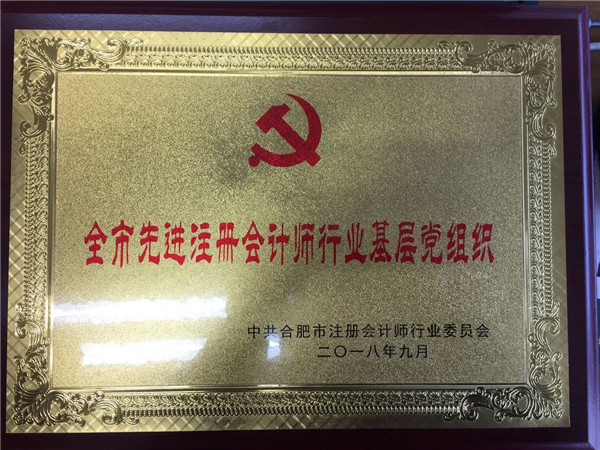 全市先进注册会计师行业基层党组织
中共合肥市注册会计师行业委员会
二〇一八年九月